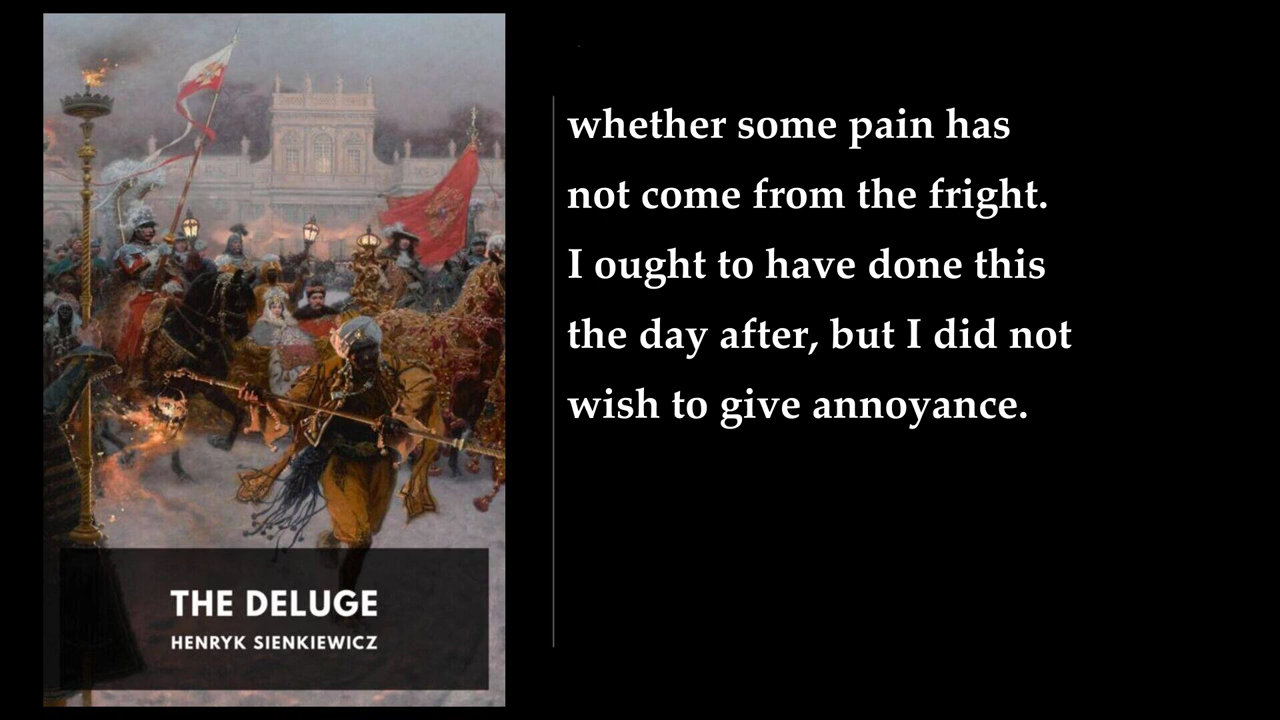 whether some pain has
not come from the fright.
I ought to have done this
the day after, but I did not
wish to give annoyance.
THE DELUGE
HENRYK SIENKIEWICZ